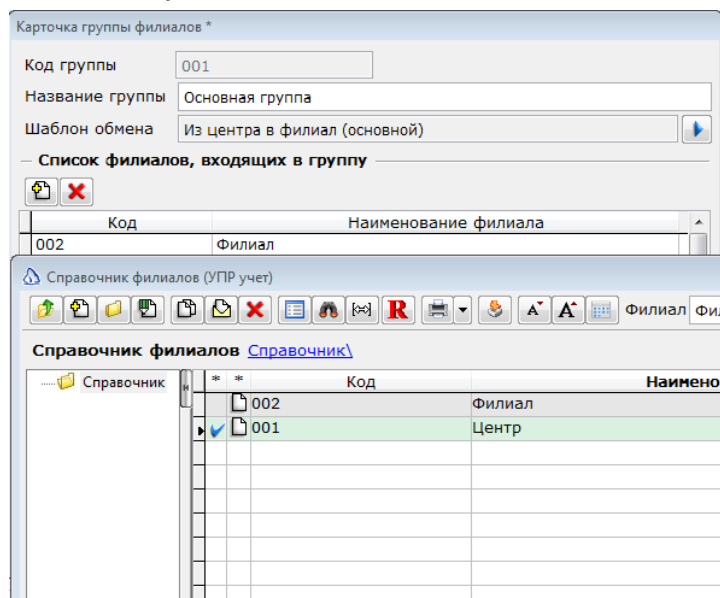 Карточка группы филиалов *
Код группы 001
Название группы Основная группа
Шаблон обмена Из центра в филиал (основной)
Список филиалов, входящих в группу
Код Наименование филиала
002 Филиал
Справочник филиалов (УПР учет)
R А А Филиал Фил
Справочник филиалов Справочник\
Справочник * * Код Наимено
002 Филиал
001 Центр